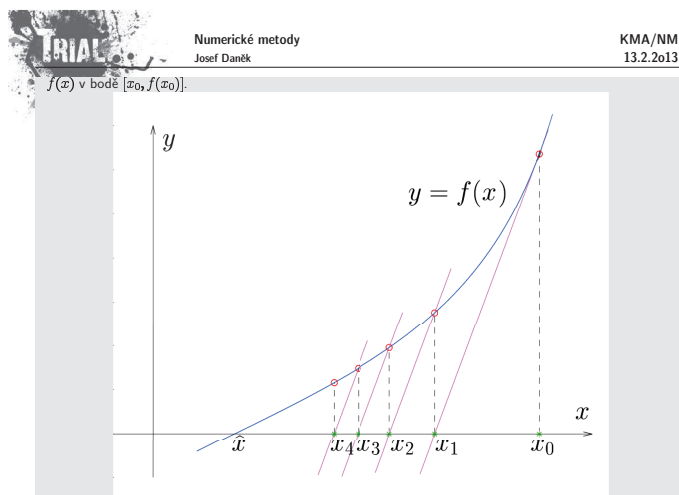 TRIAL
Numerické metody
KMA/NM
Josef Daněk
13.2.2o13
f(x) v bodě [x₀, f(x₀)].
y
y = f(x)
x
x̂ x₄ x₃ x₂ x₁ x₀